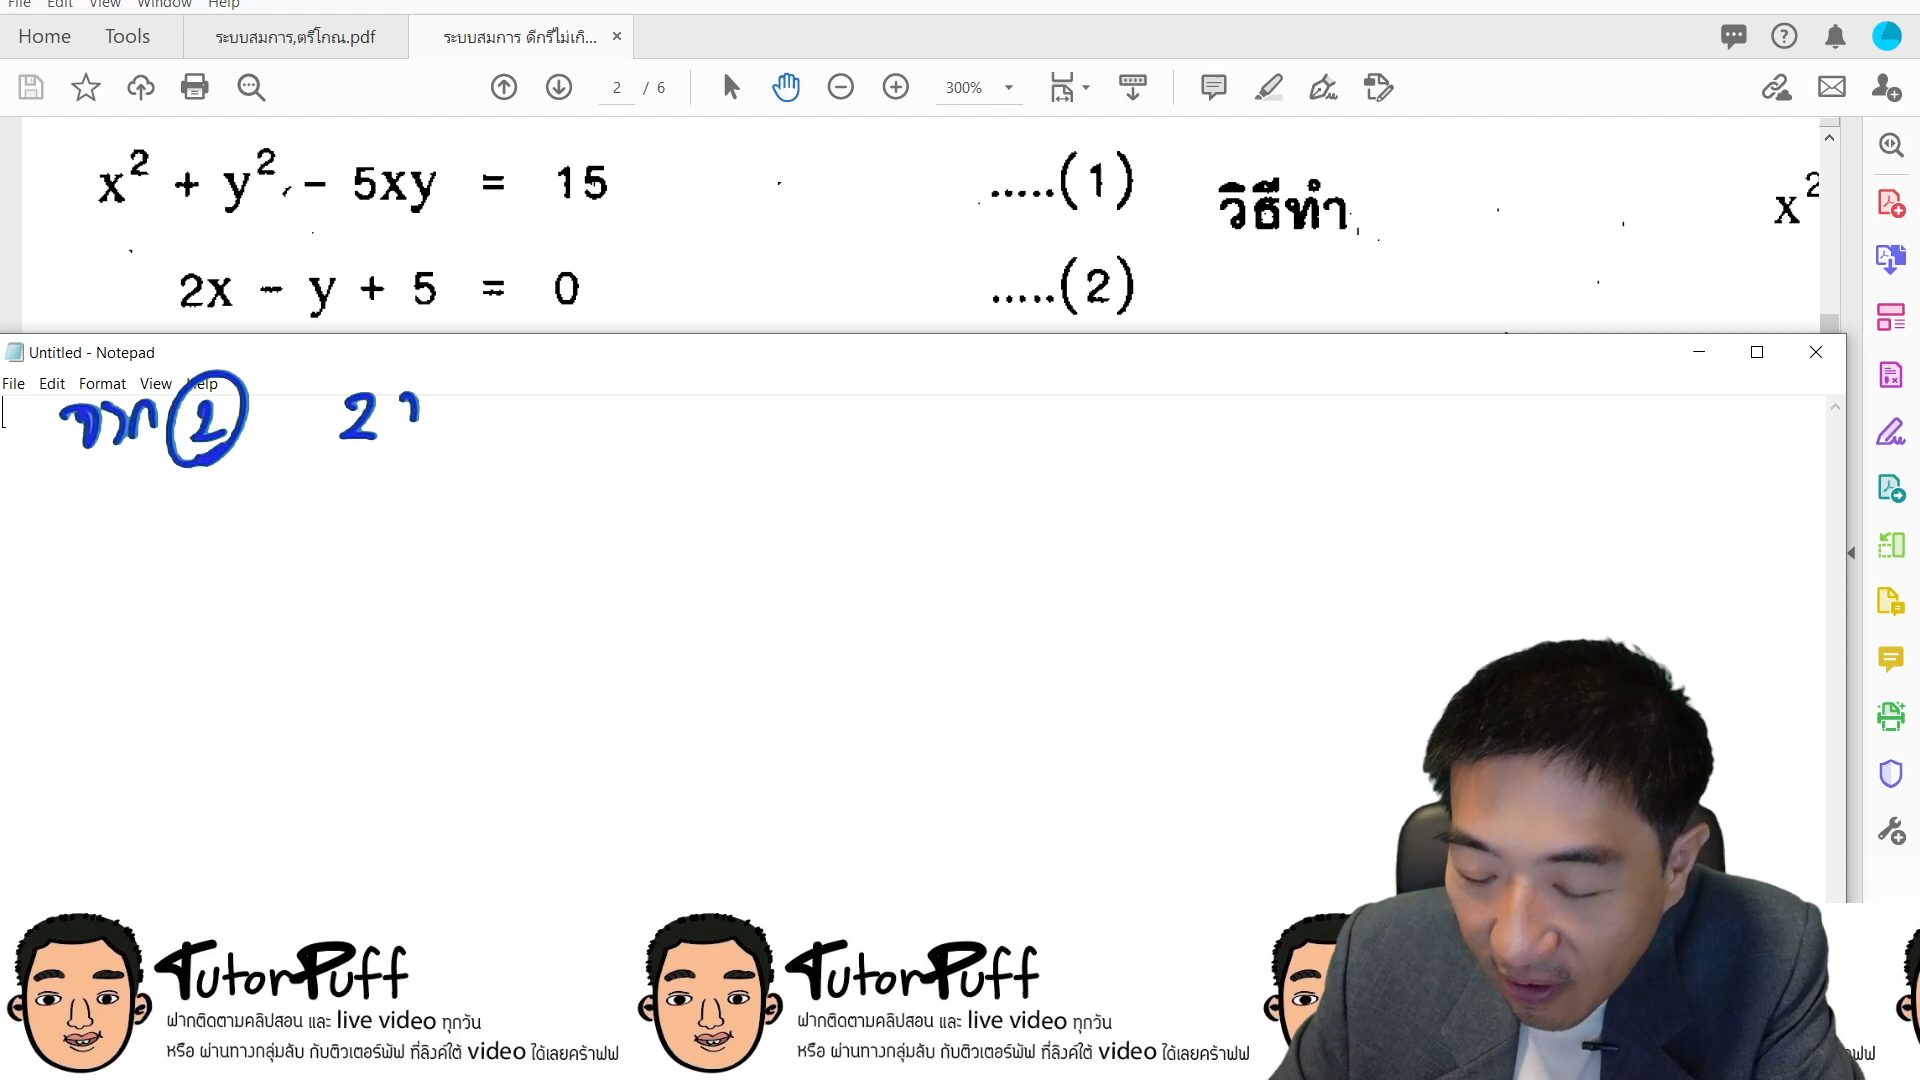 File Edit View Window Help
Home Tools ระบบสมการ,ตรีโกณ.pdf ระบบสมการ ดีกรีไม่เกิ... ×
2 / 6 300%
x² + y² - 5xy = 15 .....(1) วิธีทำ x²
2x - y + 5 = 0 .....(2)
Untitled - Notepad
File Edit Format View Help
จาก 2 2
TutorPuff TutorPuff
ฝากติดตามคลิปสอน และ live video ทุกวัน ฝากติดตามคลิปสอน และ live video ทุกวัน
หรือ ผ่านทางกลุ่มลับ กับติวเตอร์พัฟ ที่ลิงค์ใต้ video ได้เลยคร้าฟฟ หรือ ผ่านทางกลุ่มลับ กับติวเตอร์พัฟ ที่ลิงค์ใต้ video ได้เลยคร้าฟฟ